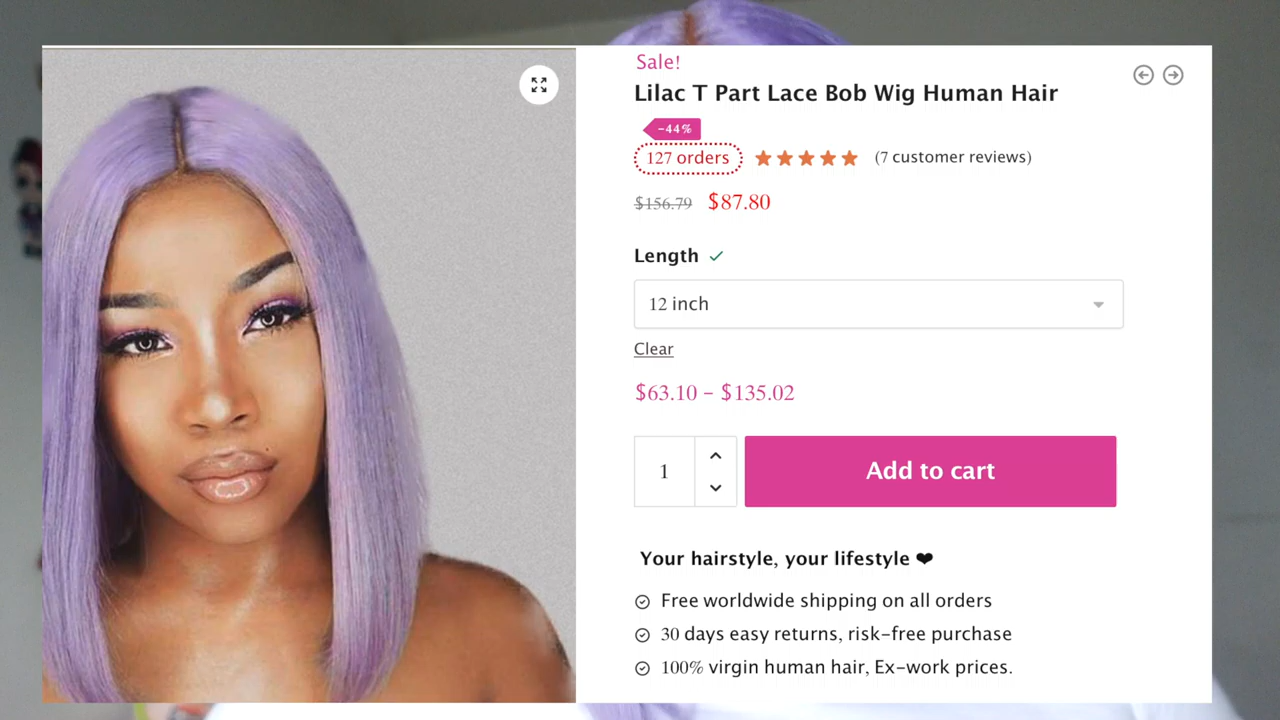 Sale!
Lilac T Part Lace Bob Wig Human Hair
-44%
127 orders (7 customer reviews)
$156.79 $87.80
Length
12 inch
Clear
$63.10 – $135.02
1 Add to cart
Your hairstyle, your lifestyle ❤
Free worldwide shipping on all orders
30 days easy returns, risk-free purchase
100% virgin human hair, Ex-work prices.